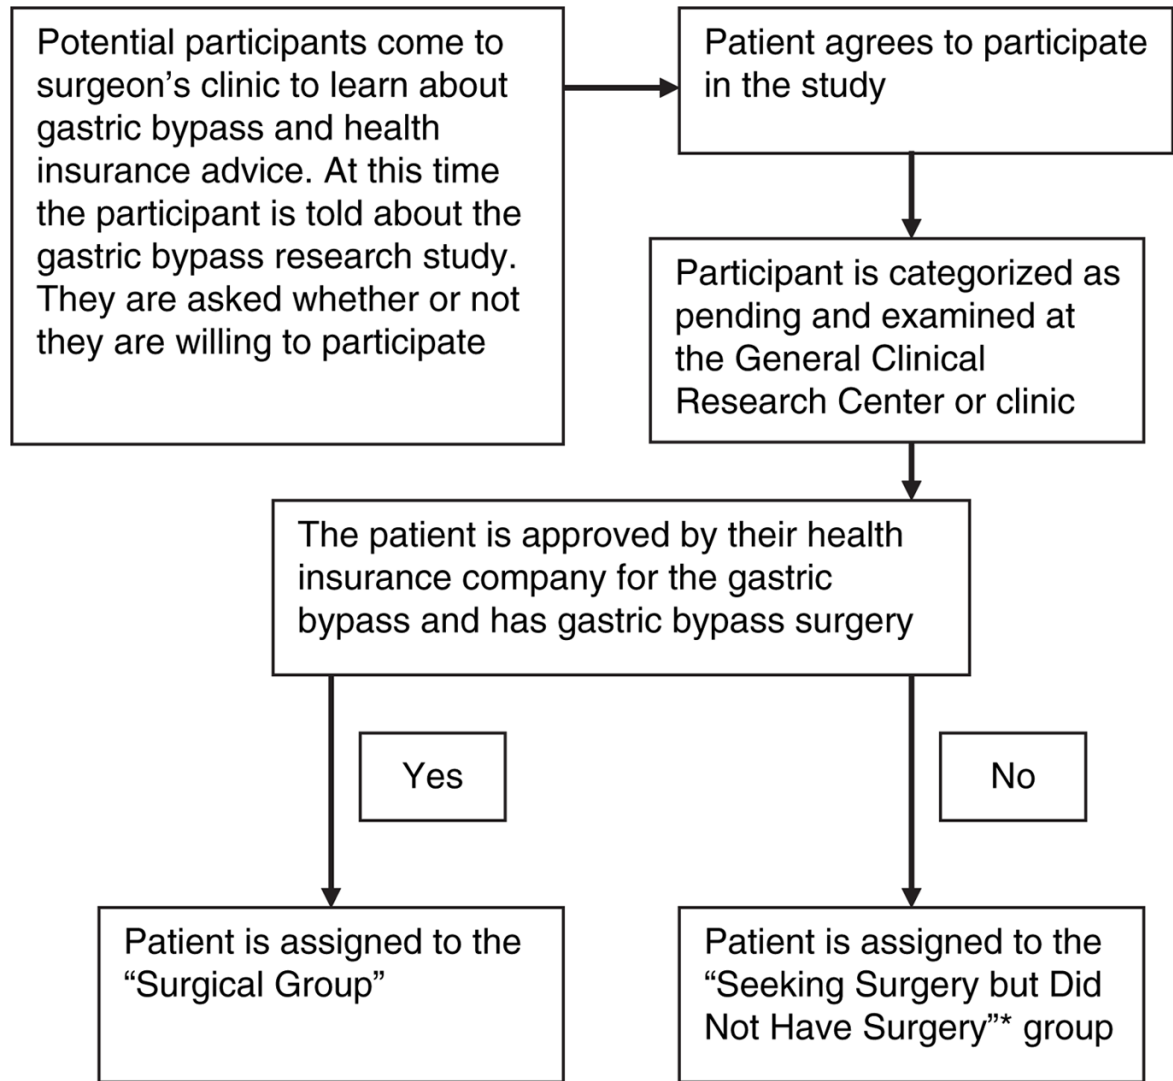 Potential participants come to
surgeon’s clinic to learn about
gastric bypass and health
insurance advice. At this time
the participant is told about the
gastric bypass research study.
They are asked whether or not
they are willing to participate
Patient agrees to participate
in the study
Participant is categorized as
pending and examined at
the General Clinical
Research Center or clinic
The patient is approved by their health
insurance company for the gastric
bypass and has gastric bypass surgery
Yes
No
Patient is assigned to the
“Surgical Group”
Patient is assigned to the
“Seeking Surgery but Did
Not Have Surgery”* group